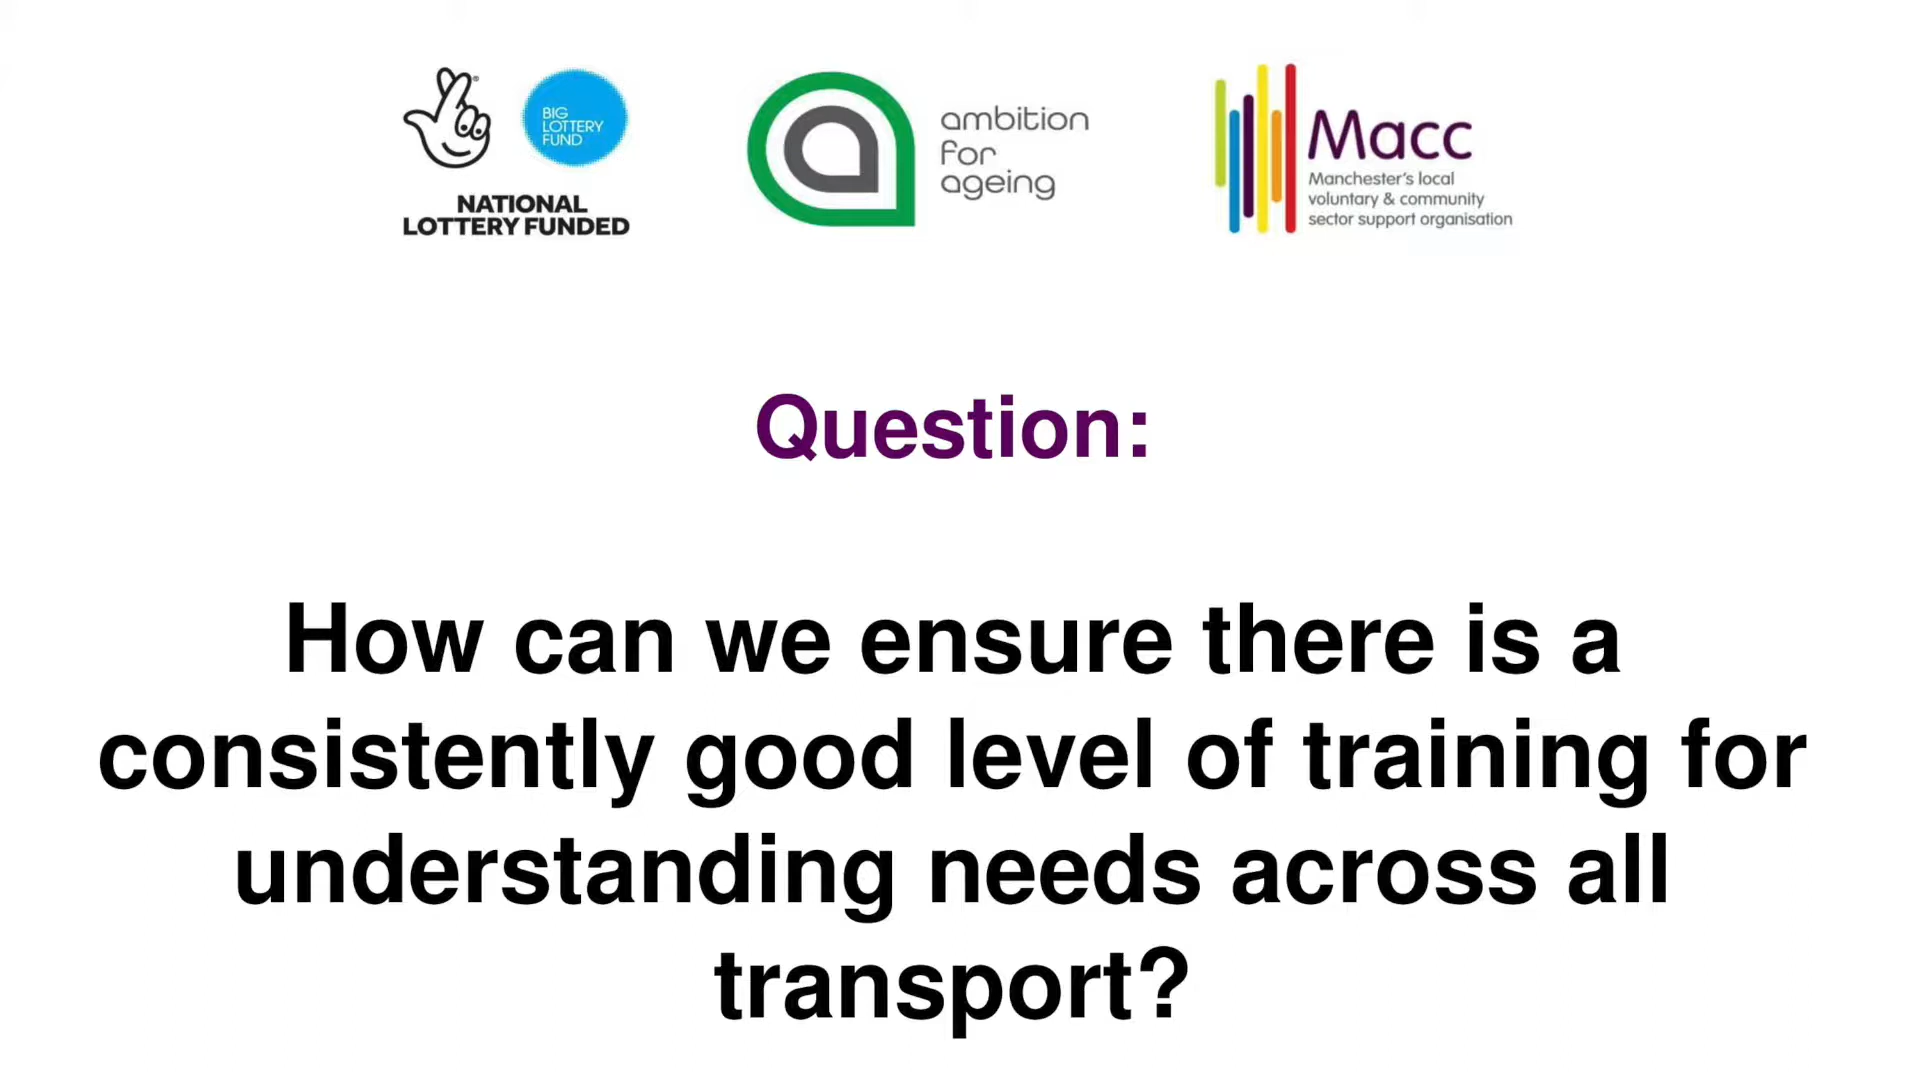 BIG
LOTTERY
FUND
NATIONAL
LOTTERY FUNDED
ambition
for
ageing
Macc
Manchester's local
voluntary & community
sector support organisation
Question:
How can we ensure there is a
consistently good level of training for
understanding needs across all
transport?